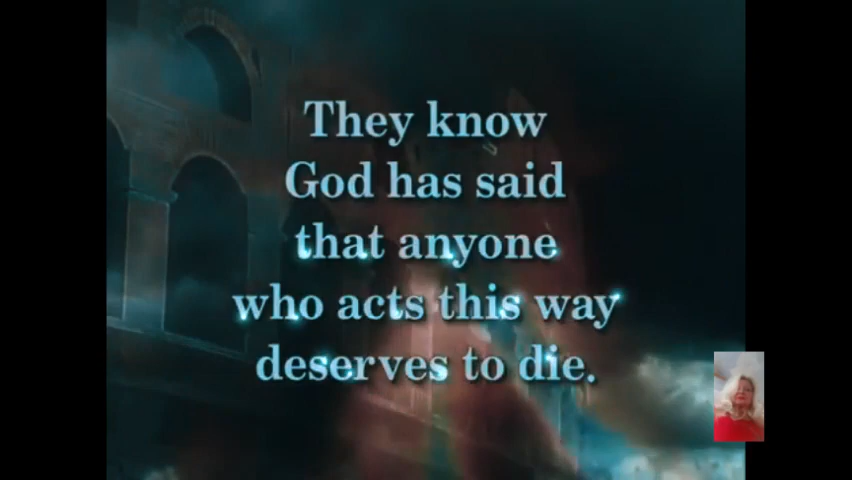 They know
God has said
that anyone
who acts this way
deserves to die.